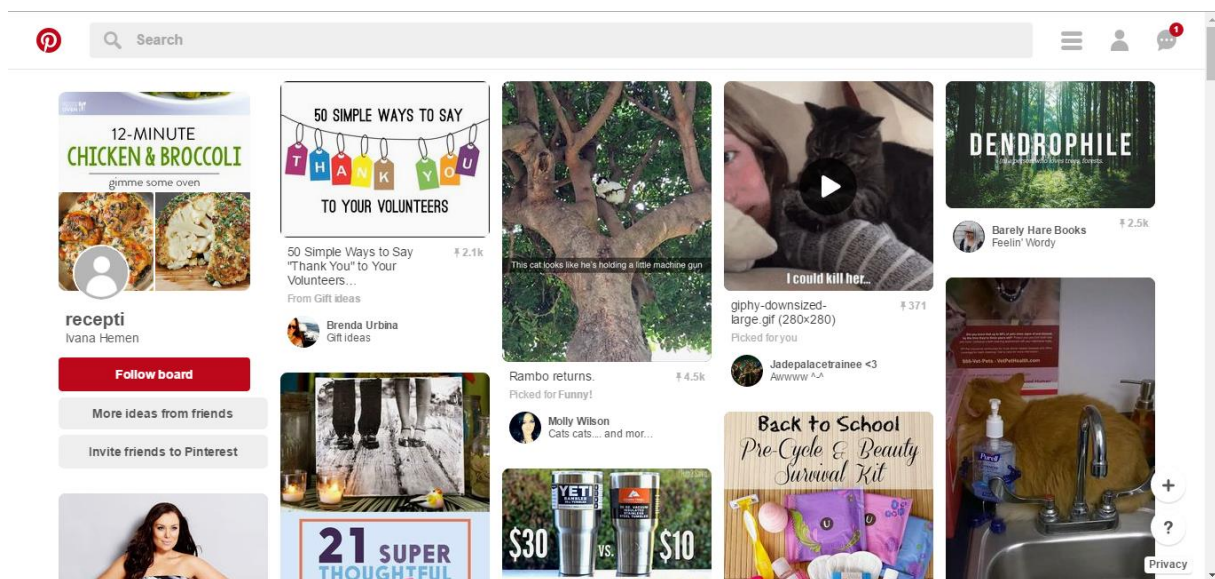 Search
1
12-MINUTE
CHICKEN & BROCCOLI
gimme some oven
recepti
Ivana Hemen
Follow board
More ideas from friends
Invite friends to Pinterest
50 SIMPLE WAYS TO SAY
THANK YOU
TO YOUR VOLUNTEERS
50 Simple Ways to Say
"Thank You" to Your
Volunteers...
2.1k
From Gift ideas
Brenda Urbina
Gift ideas
21 SUPER
THOUGHTFUL
This cat looks like he's holding a little machine gun
Rambo returns.
4.5k
Picked for Funny!
Molly Wilson
Cats cats.... and mor...
YETI
$30 VS. $10
I could kill her...
giphy-downsized-
large.gif (280×280)
371
Picked for you
Jadepalacetrainee <3
Awwww ^-^
Back to School
Pre-Cycle & Beauty
Survival Kit
DENDROPHILE
Barely Hare Books
Feelin' Wordy
2.5k
Purell
+
?
Privacy